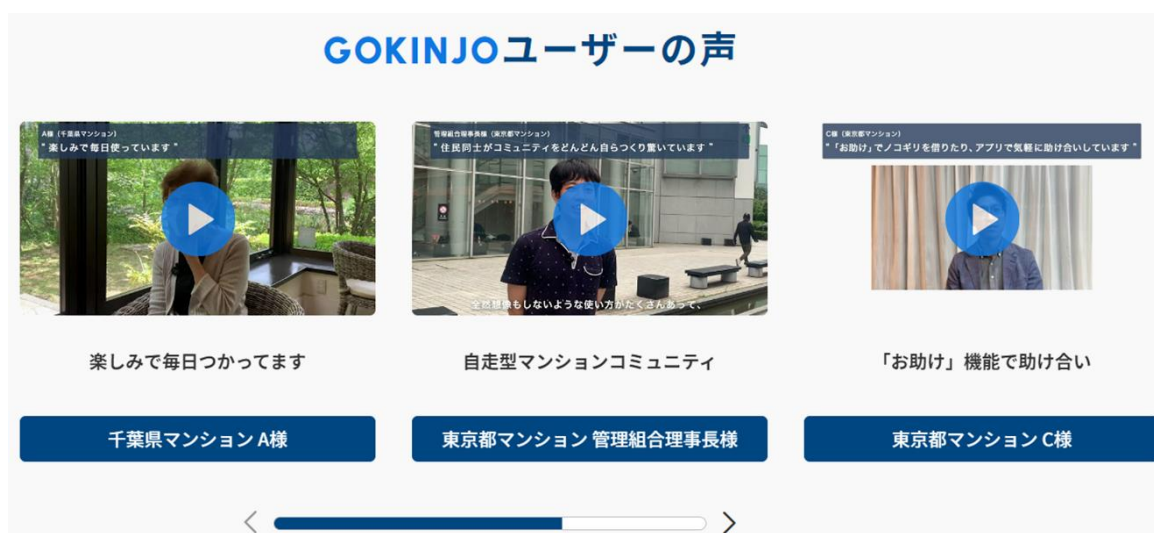 GOKINJOユーザーの声
A様（千葉県マンション）
" 楽しみで毎日使っています "
管理組合理事長様（東京都マンション）
" 住民同士がコミュニティをどんどん自らつくり驚いています "
全然想像もしないような使い方がたくさんあって、
C様（東京都マンション）
" 「お助け」でノコギリを借りたり、アプリで気軽に助け合いしています "
楽しみで毎日つかってます
自走型マンションコミュニティ
「お助け」機能で助け合い
千葉県マンション A様
東京都マンション 管理組合理事長様
東京都マンション C様